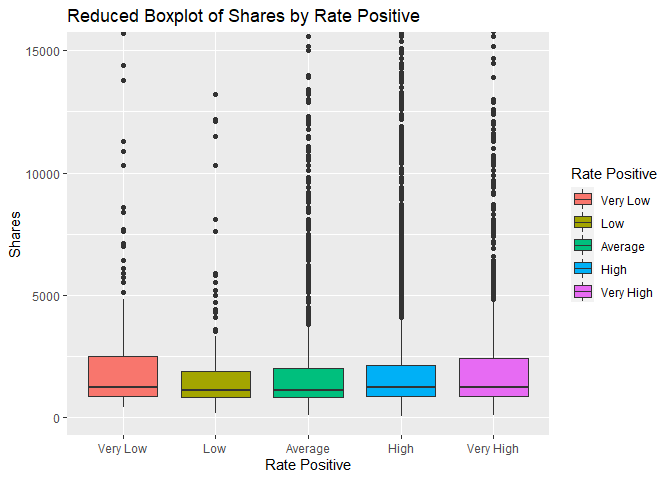 Reduced Boxplot of Shares by Rate Positive
15000
10000
5000
0
Shares
Very Low
Low
Average
High
Very High
Rate Positive
Rate Positive
Very Low
Low
Average
High
Very High